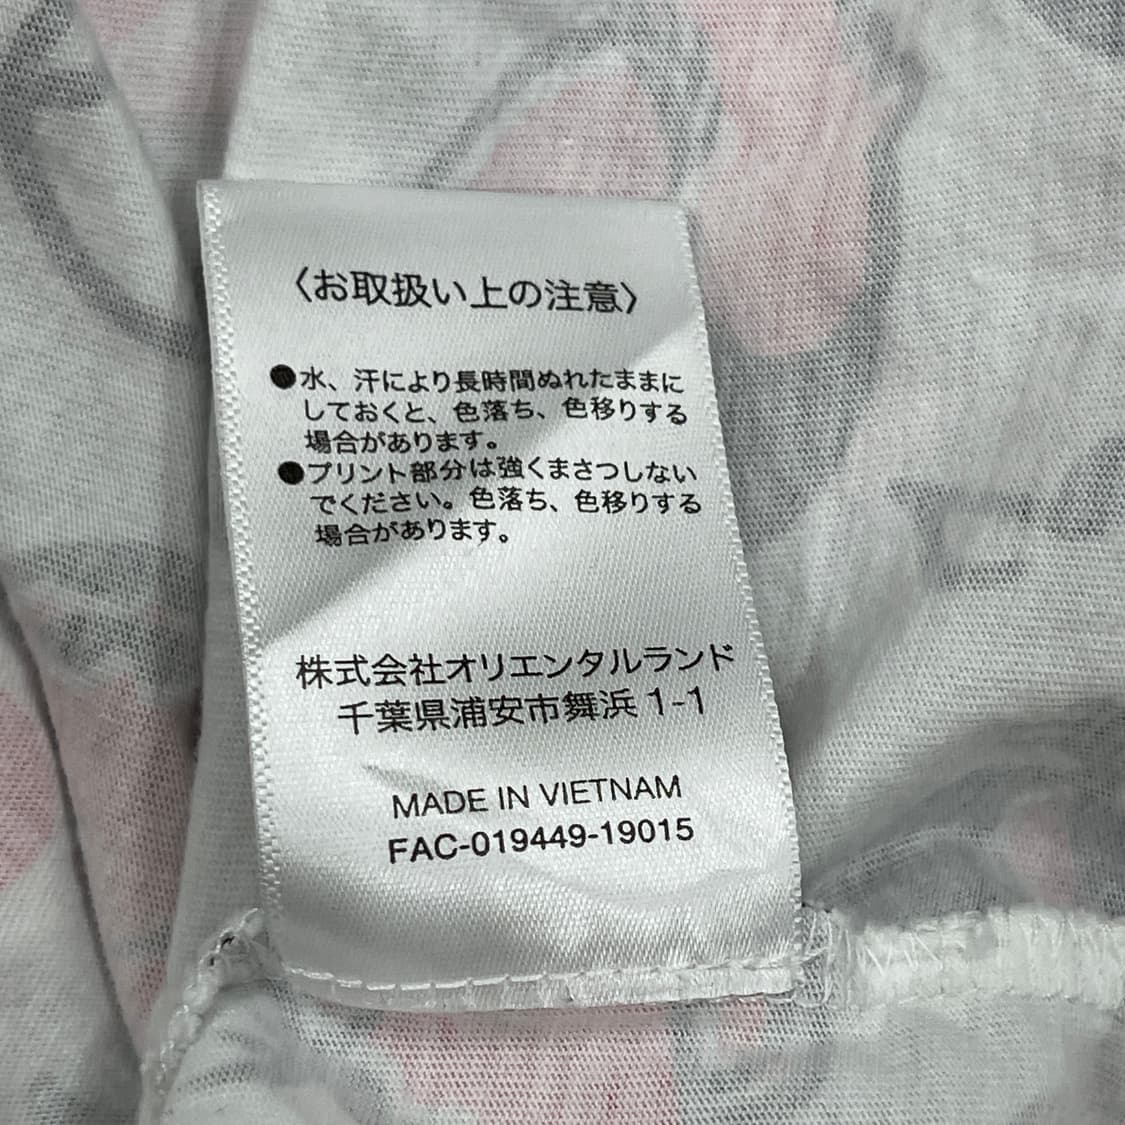 〈お取扱い上の注意〉
●水、汗により長時間ぬれたままに
しておくと、色落ち、色移りする
場合があります。
●プリント部分は強くまさつしない
でください。色落ち、色移りする
場合があります。
株式会社オリエンタルランド
千葉県浦安市舞浜 1-1
MADE IN VIETNAM
FAC-019449-19015